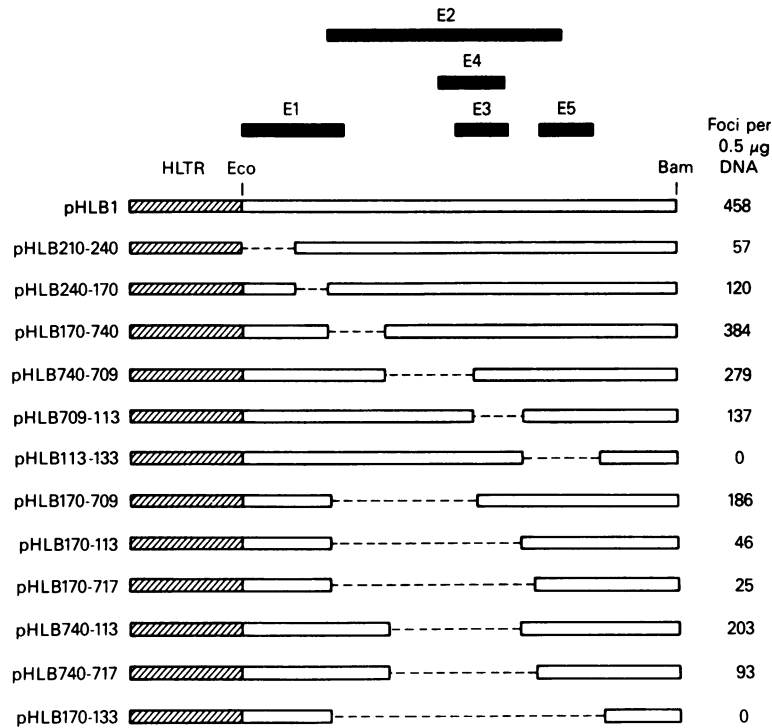 E2
E4
E1 E3 E5
Foci per
0.5 µg
DNA
HLTR Eco Bam
pHLB1 458
pHLB210-240 57
pHLB240-170 120
pHLB170-740 384
pHLB740-709 279
pHLB709-113 137
pHLB113-133 0
pHLB170-709 186
pHLB170-113 46
pHLB170-717 25
pHLB740-113 203
pHLB740-717 93
pHLB170-133 0